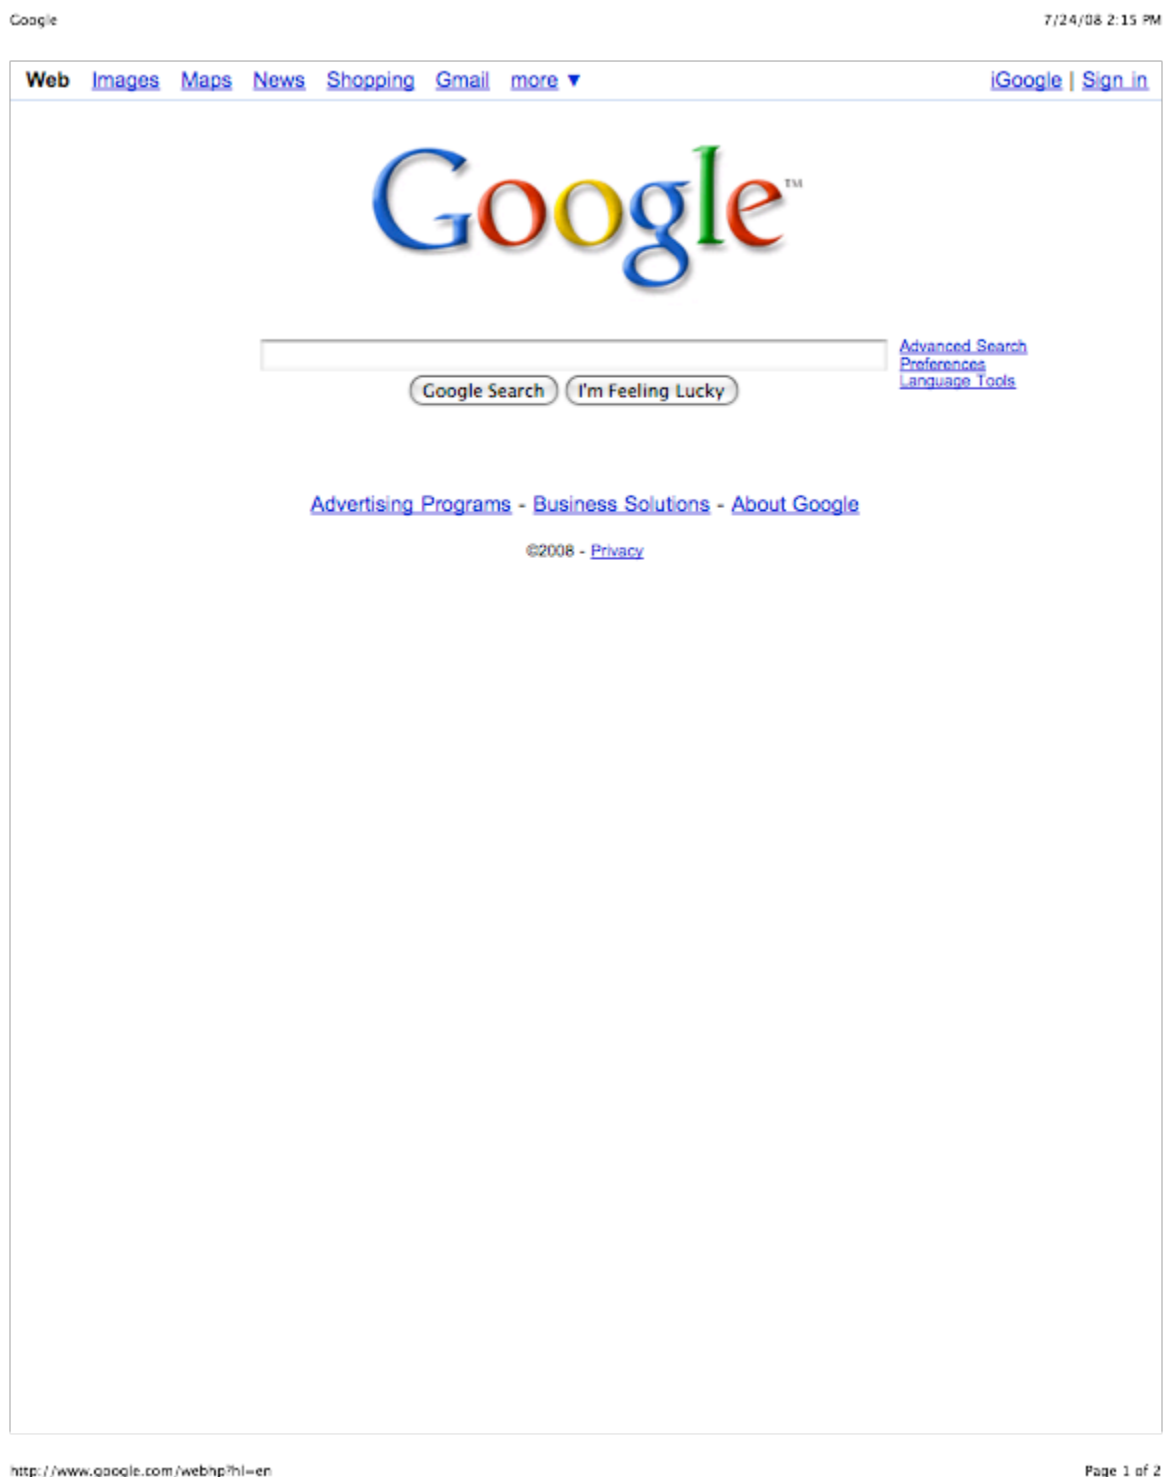 Google 7/24/08 2:15 PM
Web Images Maps News Shopping Gmail more ▼ iGoogle | Sign in
Google™
Advanced Search
Preferences
Language Tools
Google Search I'm Feeling Lucky
Advertising Programs - Business Solutions - About Google
©2008 - Privacy
http://www.google.com/webhp?hl=en Page 1 of 2